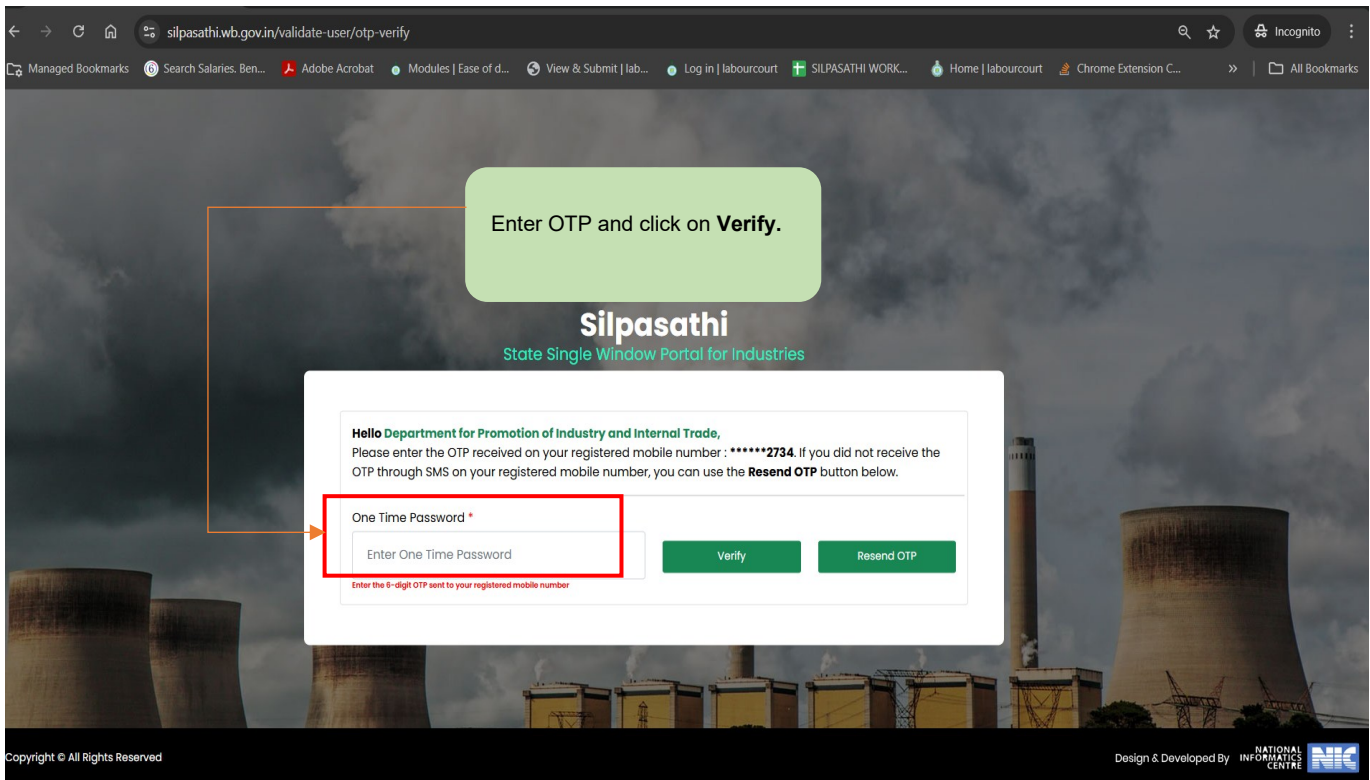 silpasathi.wb.gov.in/validate-user/otp-verify
Incognito
Managed Bookmarks
Search Salaries. Ben...
Adobe Acrobat
Modules | Ease of d...
View & Submit | lab...
Log in | labourcourt
SILPASATHI WORK...
Home | labourcourt
Chrome Extension C...
»
All Bookmarks
Enter OTP and click on Verify.
Silpasathi
State Single Window Portal for Industries
Hello Department for Promotion of Industry and Internal Trade,
Please enter the OTP received on your registered mobile number : ******2734. If you did not receive the
OTP through SMS on your registered mobile number, you can use the Resend OTP button below.
One Time Password *
Enter One Time Password
Verify
Resend OTP
Enter the 6-digit OTP sent to your registered mobile number
Copyright © All Rights Reserved
Design & Developed By
NATIONAL
INFORMATICS
CENTRE
NIC